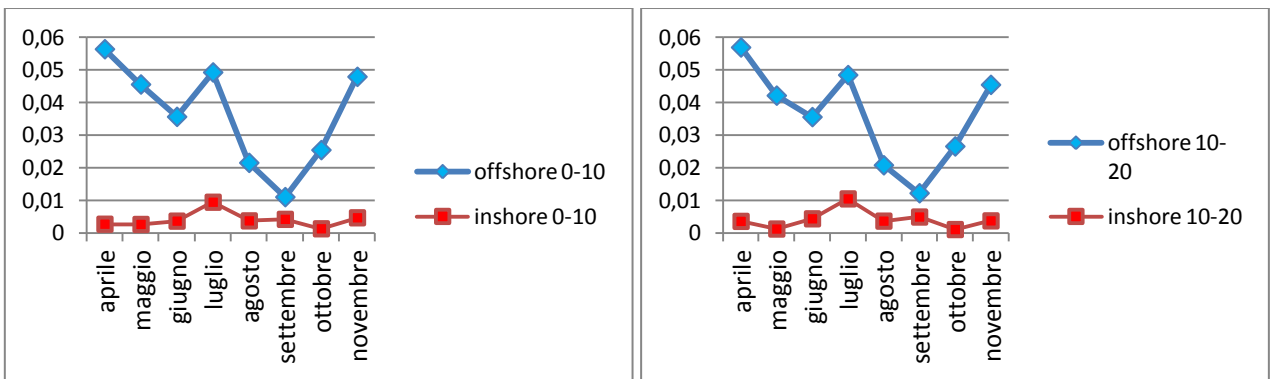 0,06
0,05
0,04
0,03
0,02
0,01
0
aprile
maggio
giugno
luglio
agosto
settembre
ottobre
novembre
offshore 0-10
inshore 0-10
0,06
0,05
0,04
0,03
0,02
0,01
0
aprile
maggio
giugno
luglio
agosto
settembre
ottobre
novembre
offshore 10-
20
inshore 10-20